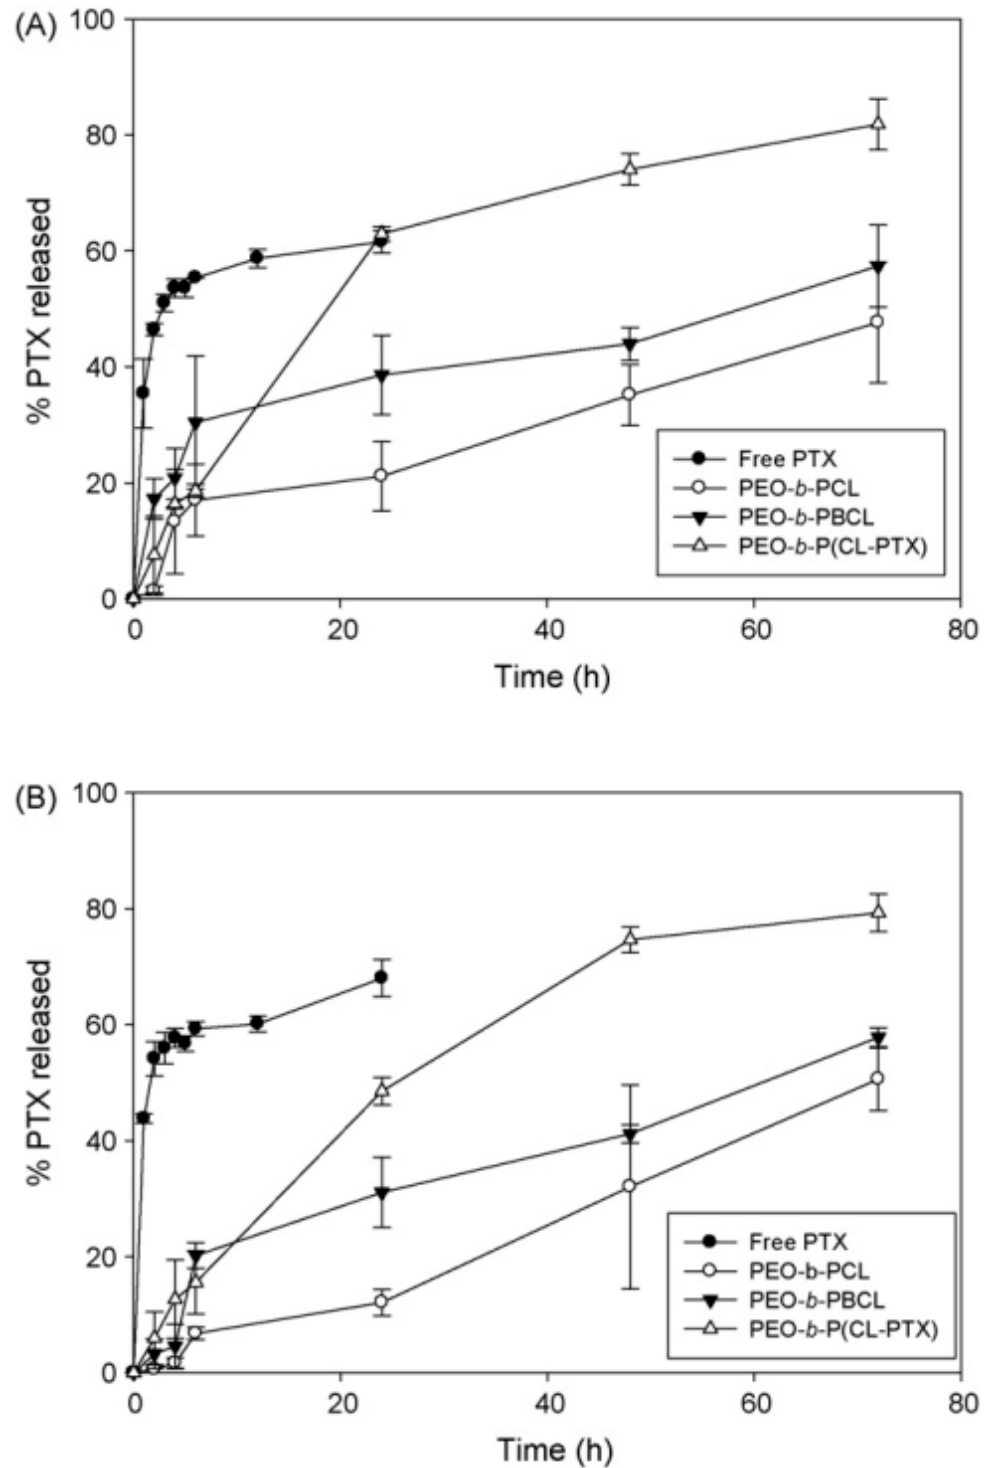 (A)
100
80
60
40
20
0
% PTX released
Free PTX
PEO-b-PCL
PEO-b-PBCL
PEO-b-P(CL-PTX)
0 20 40 60 80
Time (h)
(B)
100
80
60
40
20
0
% PTX released
Free PTX
PEO-b-PCL
PEO-b-PBCL
PEO-b-P(CL-PTX)
0 20 40 60 80
Time (h)